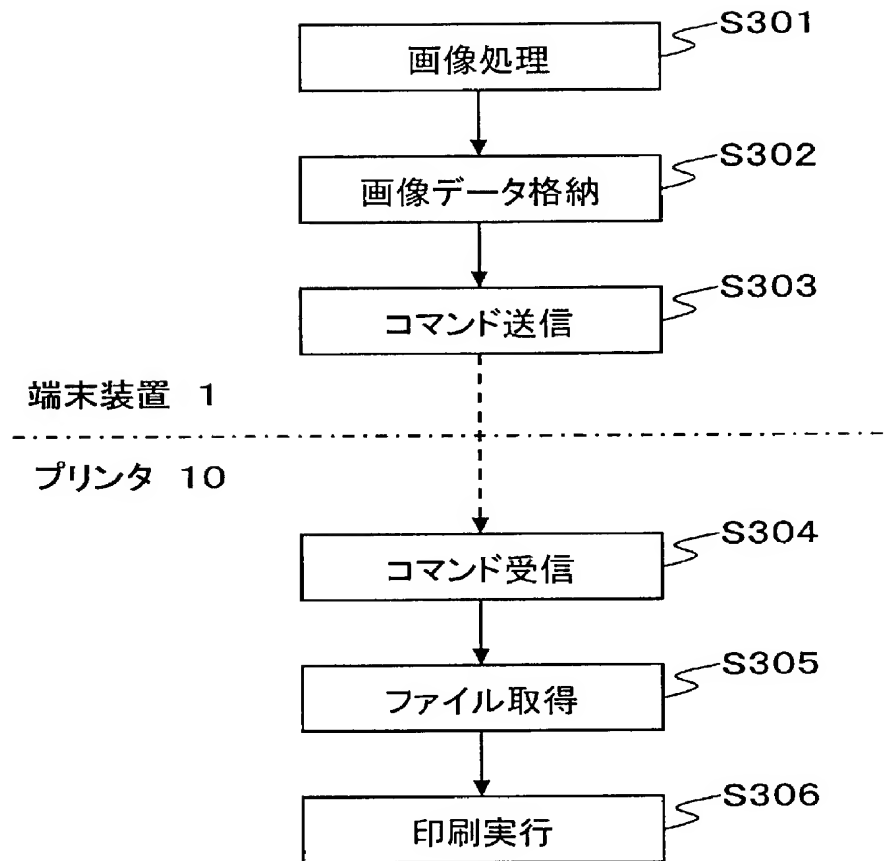 S301
画像処理
S302
画像データ格納
S303
コマンド送信
端末装置 1
プリンタ 10
S304
コマンド受信
S305
ファイル取得
S306
印刷実行